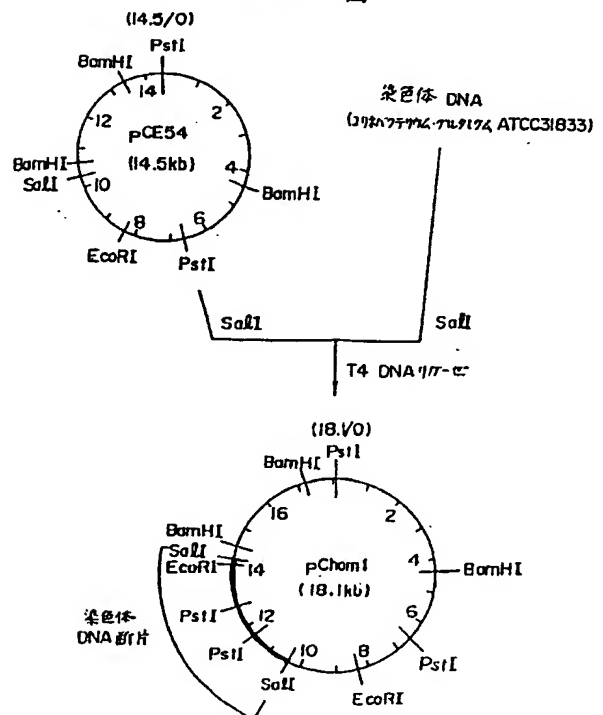 図
(14.5/0)
PstI
BamHI
14
2
12
pCE54
(14.5kb)
BamHI
SalI
10
4
BamHI
8
6
EcoRI
PstI
染色体 DNA
(コリネバクテリウム・グルタミクム ATCC31833)
SalI
SalI
T4 DNAリガーゼ
(18.1/0)
PstI
BamHI
16
2
BamHI
SalI
EcoRI
14
pChom1
(18.1kb)
4
BamHI
PstI
12
6
染色体
DNA断片
PstI
10
8
PstI
SalI
EcoRI